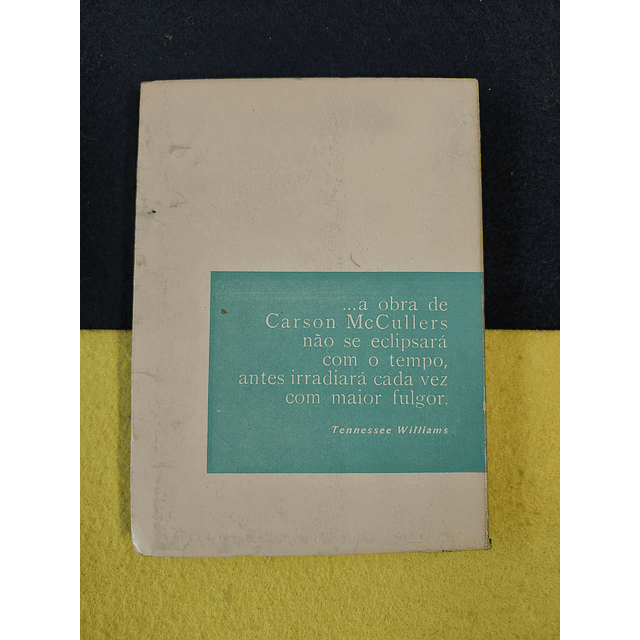 ...a obra de
Carson McCullers
não se eclipsará
com o tempo,
antes irradiará cada vez
com maior fulgor.
Tennessee Williams